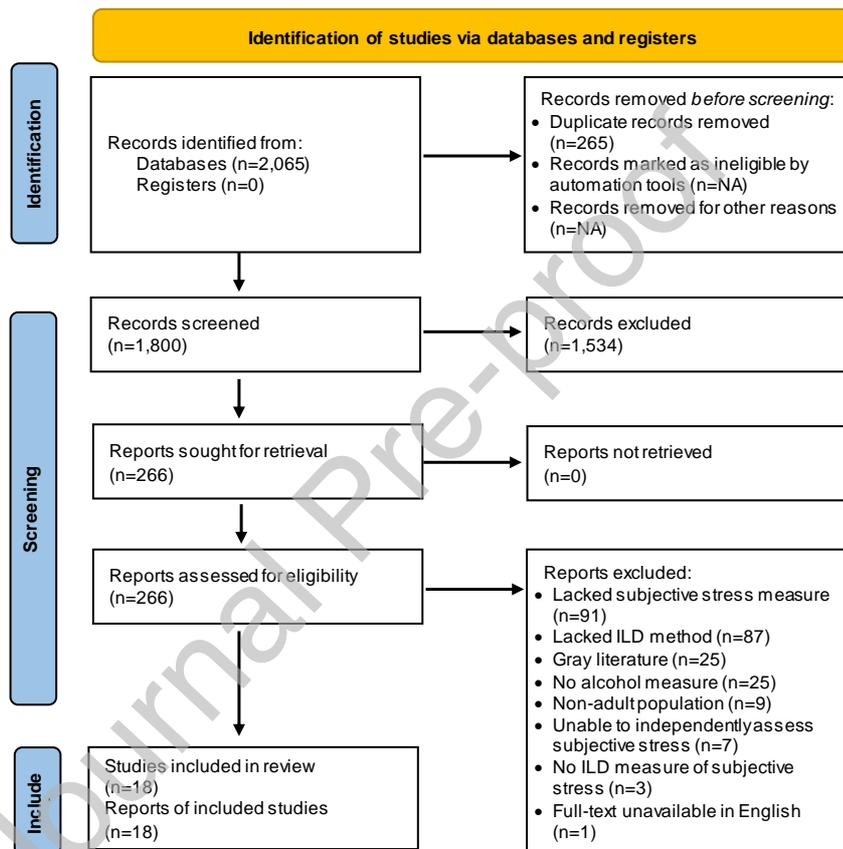 Identification of studies via databases and registers
Identification
Records identified from:
Databases (n=2,065)
Registers (n=0)
Records removed before screening:
• Duplicate records removed
(n=265)
• Records marked as ineligible by
automation tools (n=NA)
• Records removed for other reasons
(n=NA)
Screening
Records screened
(n=1,800)
Records excluded
(n=1,534)
Reports sought for retrieval
(n=266)
Reports not retrieved
(n=0)
Reports assessed for eligibility
(n=266)
Reports excluded:
• Lacked subjective stress measure
(n=91)
• Lacked ILD method (n=87)
• Gray literature (n=25)
• No alcohol measure (n=25)
• Non-adult population (n=9)
• Unable to independently assess
subjective stress (n=7)
• No ILD measure of subjective
stress (n=3)
• Full-text unavailable in English
(n=1)
Include
Studies included in review
(n=18)
Reports of included studies
(n=18)
Journal Pre-proof